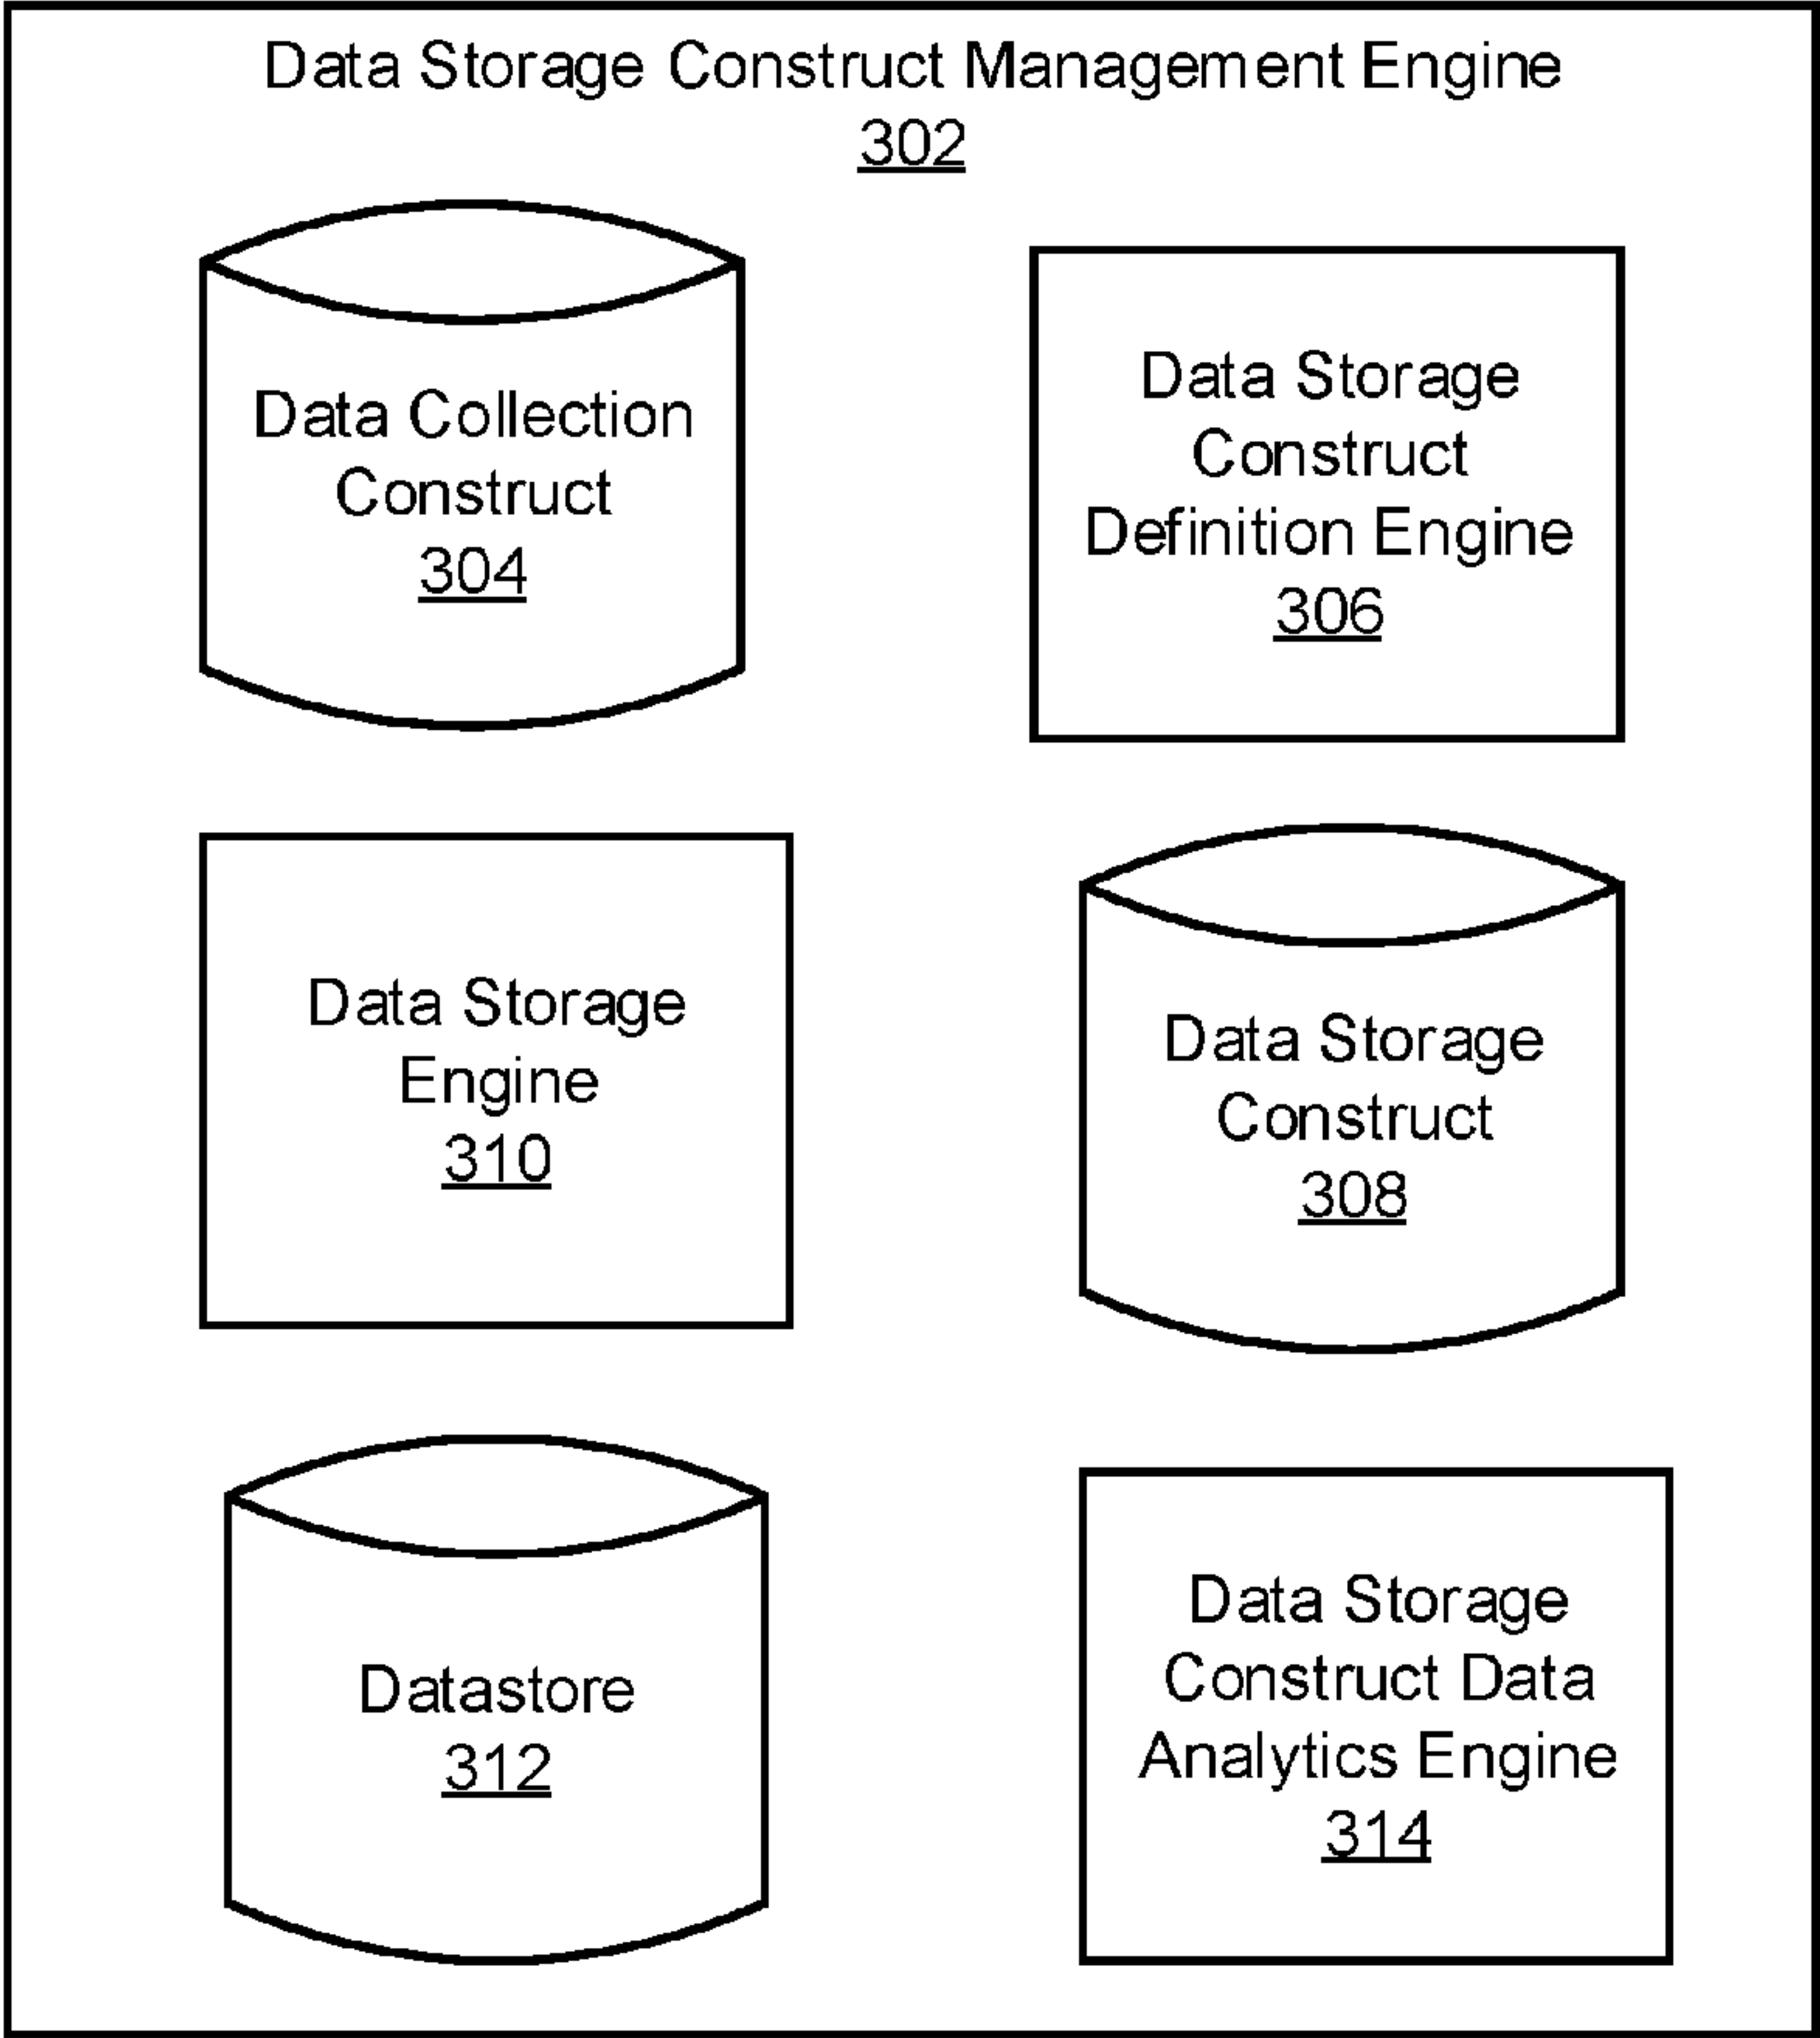 Data Storage Construct Management Engine
302
Data Collection
Construct
304
Data Storage
Construct
Definition Engine
306
Data Storage
Engine
310
Data Storage
Construct
308
Datastore
312
Data Storage
Construct Data
Analytics Engine
314